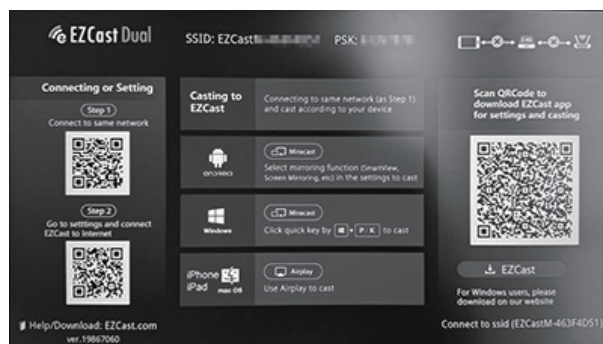 EZCast Dual
SSID: EZCast
PSK:
Connecting or Setting
Step 1
Connect to same network
Step 2
Go to setttings and connect
EZCast to Internet
Casting to
EZCast
Connecting to same network (as Step 1)
and cast according to your device
ANDROID
Miracast
Select mirroring function (SmartView,
Screen Mirroring, etc) in the settings to cast
Windows
Miracast
Click quick key by + P / K to cast
iPhone
iPad mac OS
Airplay
Use Airplay to cast
Scan QRCode to
download EZCast app
for settings and casting
EZCast
For Windows users, please
download on our website
Help/Download: EZCast.com
ver.19867060
Connect to ssid (EZCastM-463F4D51)